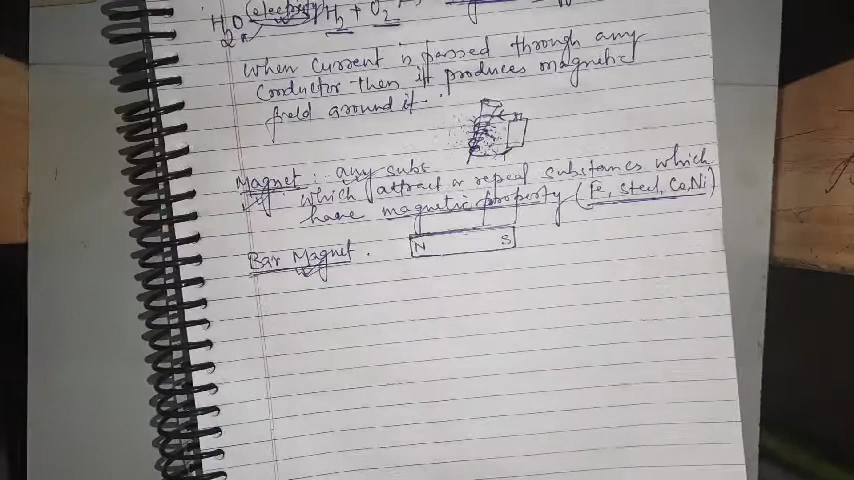 H2O (electricity) H2 + O2
when current is passed through any
conductor then it produces magnetic
field around it.
Magnet : any subs
which attract or repeal substances which
have magnetic property (Fe, steel, Co, Ni)
Bar Magnet.
N S